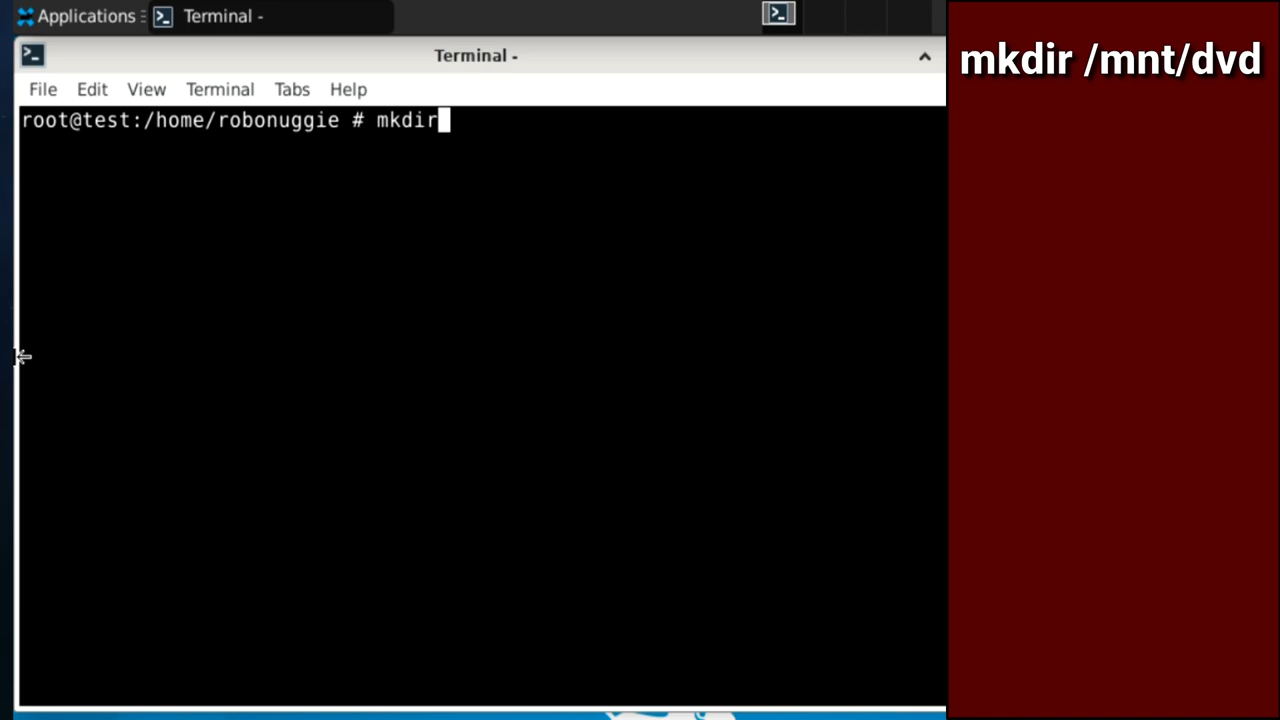 Applications
Terminal -
Terminal -
File Edit View Terminal Tabs Help
root@test:/home/robonuggie # mkdir
mkdir /mnt/dvd